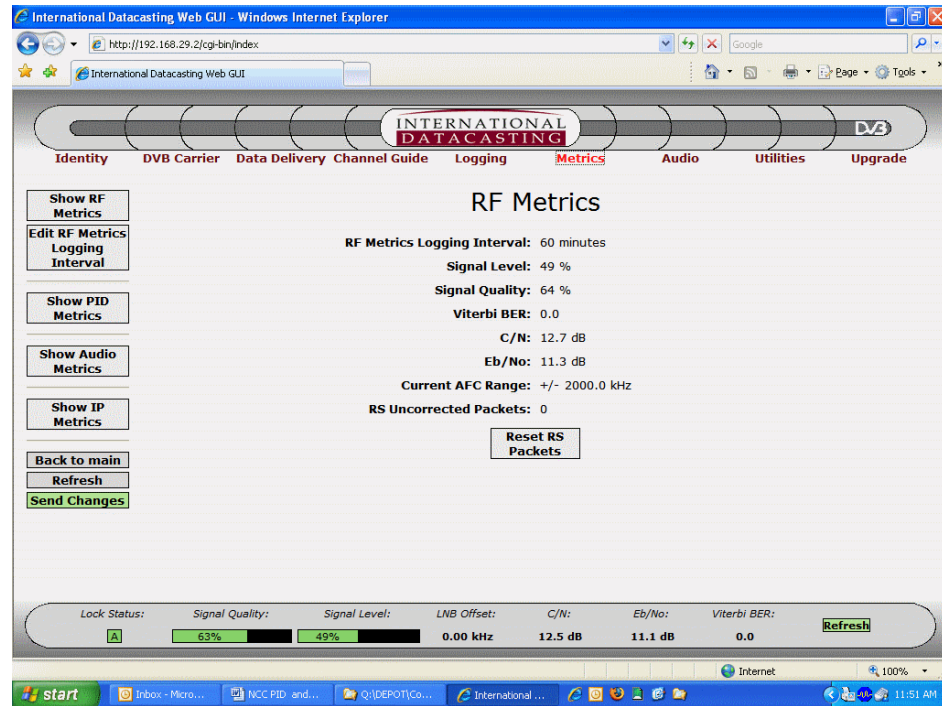 International Datacasting Web GUI - Windows Internet Explorer
http://192.168.29.2/cgi-bin/index
Google
International Datacasting Web GUI
Page
Tools
INTERNATIONAL
DATACASTING
DVB
Identity DVB Carrier Data Delivery Channel Guide Logging Metrics Audio Utilities Upgrade
Show RF
Metrics
Edit RF Metrics
Logging
Interval
Show PID
Metrics
Show Audio
Metrics
Show IP
Metrics
Back to main
Refresh
Send Changes
RF Metrics
RF Metrics Logging Interval: 60 minutes
Signal Level: 49 %
Signal Quality: 64 %
Viterbi BER: 0.0
C/N: 12.7 dB
Eb/No: 11.3 dB
Current AFC Range: +/- 2000.0 kHz
RS Uncorrected Packets: 0
Reset RS
Packets
Lock Status: Signal Quality: Signal Level: LNB Offset: C/N: Eb/No: Viterbi BER:
A 63% 49% 0.00 kHz 12.5 dB 11.1 dB 0.0
Refresh
Internet 100%
start Inbox - Micro... NCC PID and... Q:\DEPOT\Co... International ... 11:51 AM